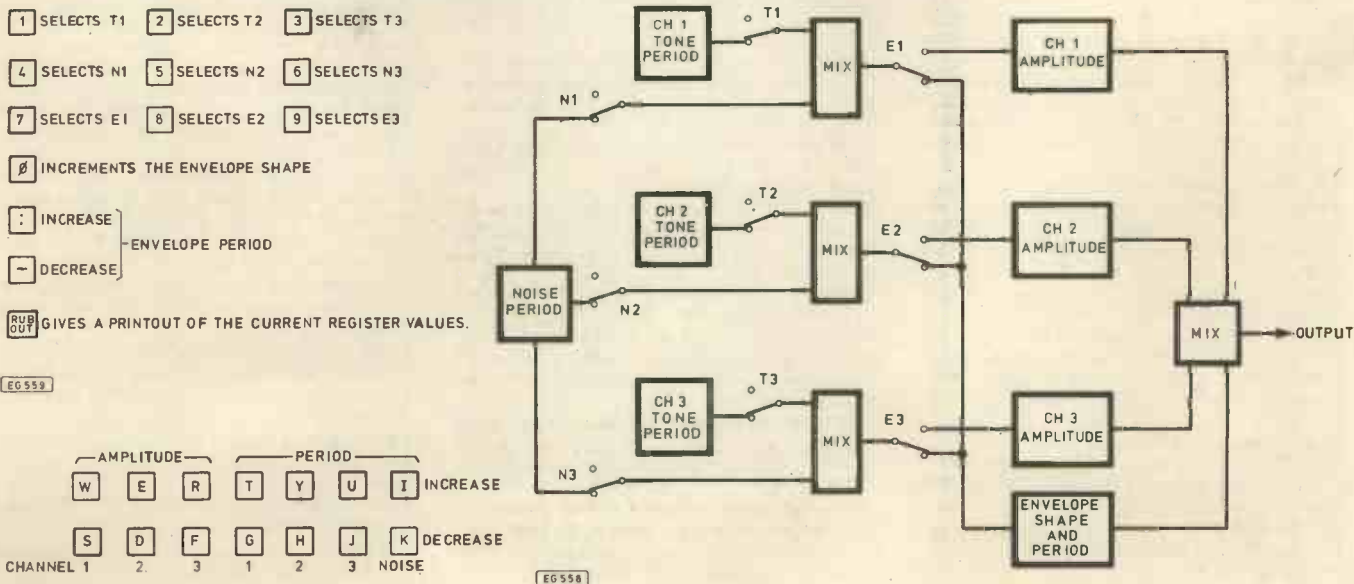 1 SELECTS T1 2 SELECTS T2 3 SELECTS T3
4 SELECTS N1 5 SELECTS N2 6 SELECTS N3
7 SELECTS E1 8 SELECTS E2 9 SELECTS E3
Ø INCREMENTS THE ENVELOPE SHAPE
: INCREASE
ENVELOPE PERIOD
– DECREASE
RUB OUT GIVES A PRINTOUT OF THE CURRENT REGISTER VALUES.
EG559
AMPLITUDE PERIOD
W E R T Y U I INCREASE
S D F G H J K DECREASE
CHANNEL 1 2. 3 1 2 3 NOISE
CH 1
TONE
PERIOD
T1
MIX
E1
CH 1
AMPLITUDE
N1
CH 2
TONE
PERIOD
T2
MIX
E2
CH 2
AMPLITUDE
NOISE
PERIOD
N2
MIX
OUTPUT
CH 3
TONE
PERIOD
T3
MIX
E3
CH 3
AMPLITUDE
N3
ENVELOPE
SHAPE
AND
PERIOD
EG558